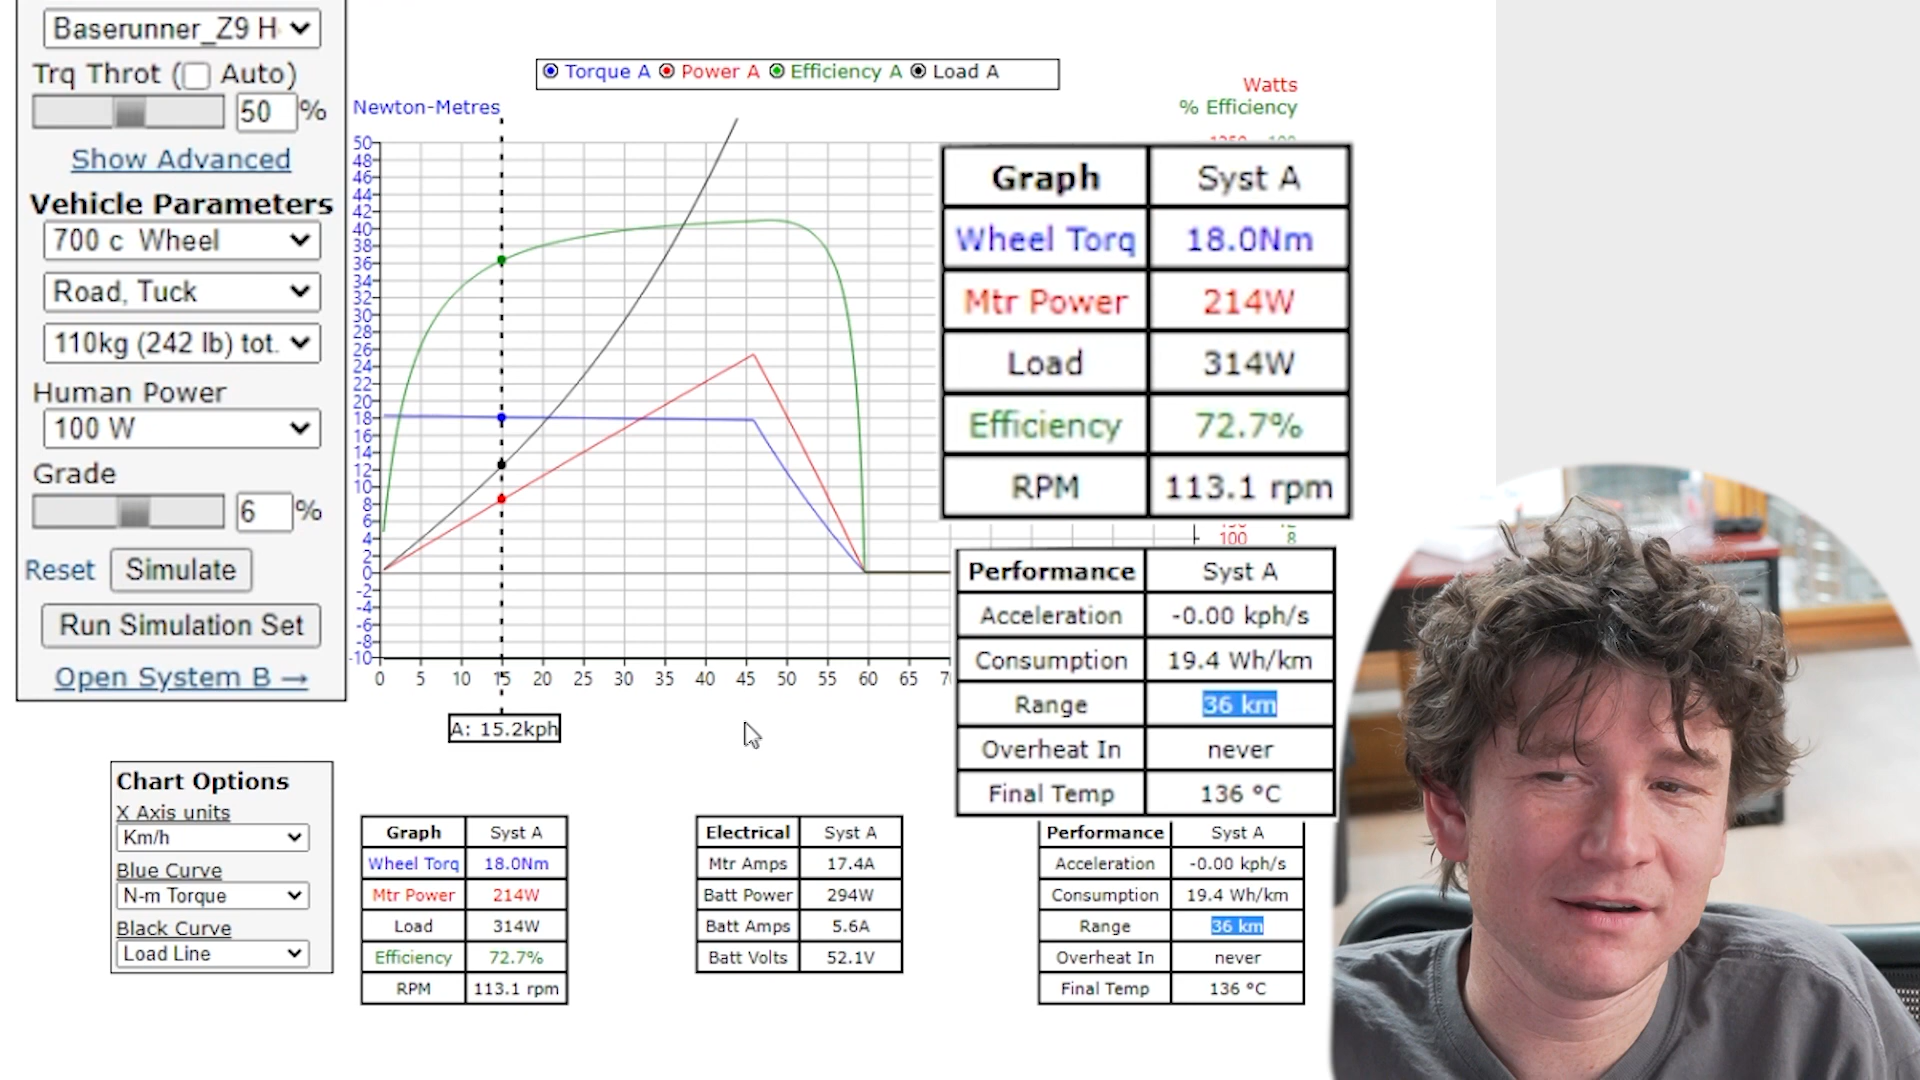 Baserunner_Z9 H
Trq Throt ( Auto)
50 %
Show Advanced
Vehicle Parameters
700 c Wheel
Road, Tuck
110kg (242 lb) tot.
Human Power
100 W
Grade
6 %
Reset Simulate
Run Simulation Set
Open System B →
Torque A Power A Efficiency A Load A
Newton-Metres
Watts
% Efficiency
50
48
46
44
42
40
38
36
34
32
30
28
26
24
22
20
18
16
14
12
10
8
6
4
2
0
-2
-4
-6
-8
-10
100 8
0 5 10 15 20 25 30 35 40 45 50 55 60 65
A: 15.2kph
Graph Syst A
Wheel Torq 18.0Nm
Mtr Power 214W
Load 314W
Efficiency 72.7%
RPM 113.1 rpm
Performance Syst A
Acceleration -0.00 kph/s
Consumption 19.4 Wh/km
Range 36 km
Overheat In never
Final Temp 136 °C
Chart Options
X Axis units
Km/h
Blue Curve
N-m Torque
Black Curve
Load Line
Graph Syst A
Wheel Torq 18.0Nm
Mtr Power 214W
Load 314W
Efficiency 72.7%
RPM 113.1 rpm
Electrical Syst A
Mtr Amps 17.4A
Batt Power 294W
Batt Amps 5.6A
Batt Volts 52.1V
Performance Syst A
Acceleration -0.00 kph/s
Consumption 19.4 Wh/km
Range 36 km
Overheat In never
Final Temp 136 °C